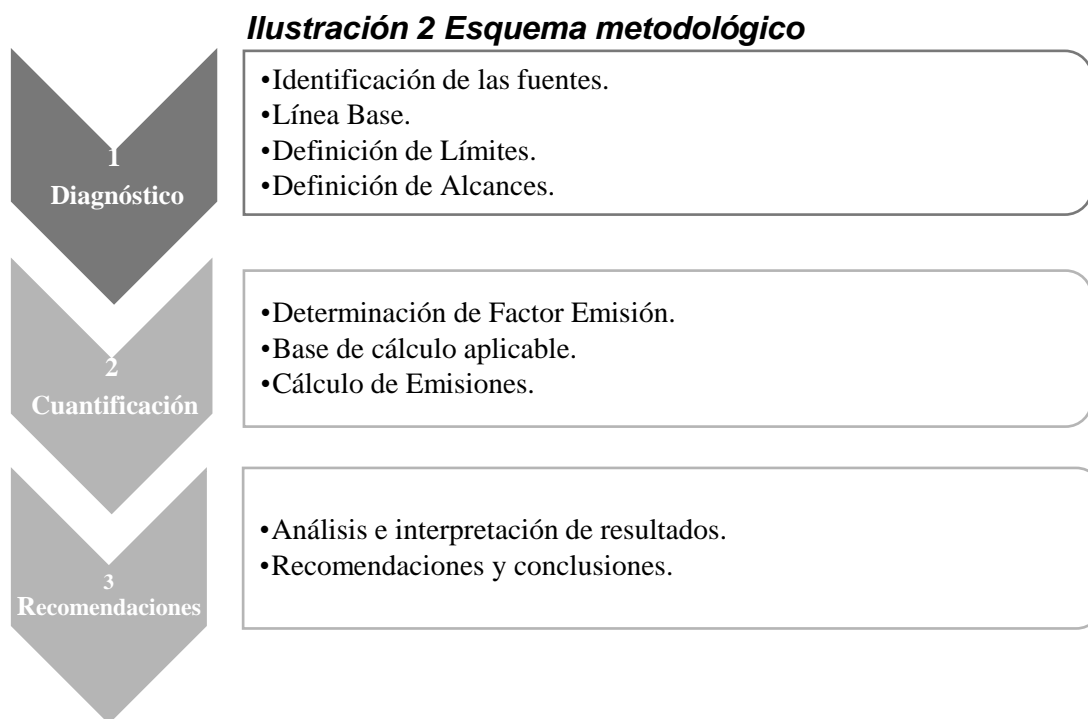 Ilustración 2 Esquema metodológico
1
Diagnóstico
•Identificación de las fuentes.
•Línea Base.
•Definición de Límites.
•Definición de Alcances.
2
Cuantificación
•Determinación de Factor Emisión.
•Base de cálculo aplicable.
•Cálculo de Emisiones.
3
Recomendaciones
•Análisis e interpretación de resultados.
•Recomendaciones y conclusiones.